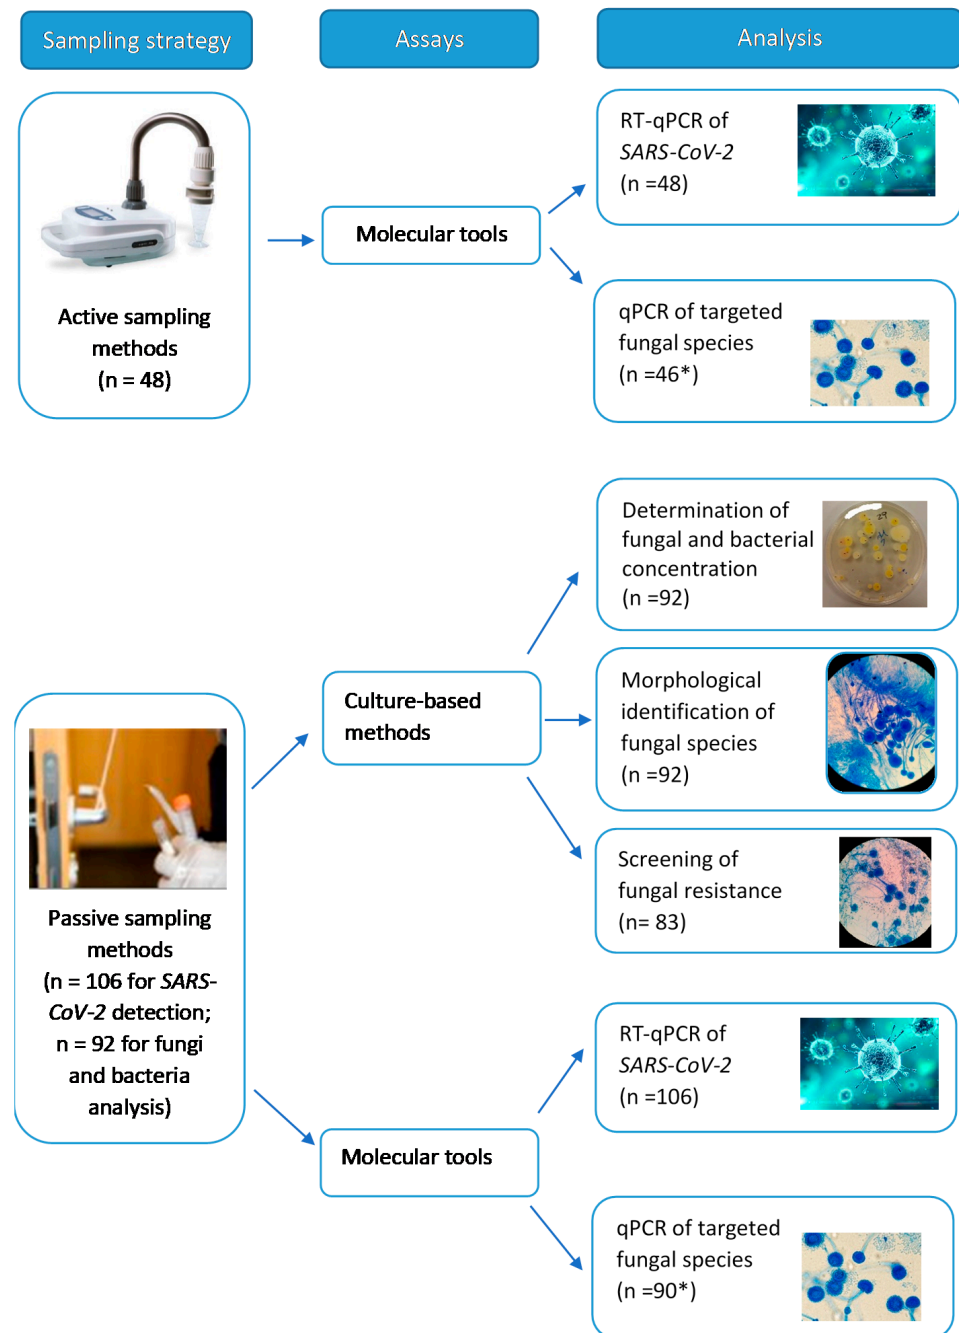 Sampling strategy
Assays
Analysis
Active sampling
methods
(n = 48)
Molecular tools
RT-qPCR of
SARS-CoV-2
(n =48)
qPCR of targeted
fungal species
(n =46*)
Passive sampling
methods
(n = 106 for SARS-
CoV-2 detection;
n = 92 for fungi
and bacteria
analysis)
Culture-based
methods
Determination of
fungal and bacterial
concentration
(n =92)
29
Morphological
identification of
fungal species
(n =92)
Screening of
fungal resistance
(n= 83)
Molecular tools
RT-qPCR of
SARS-CoV-2
(n =106)
qPCR of targeted
fungal species
(n =90*)